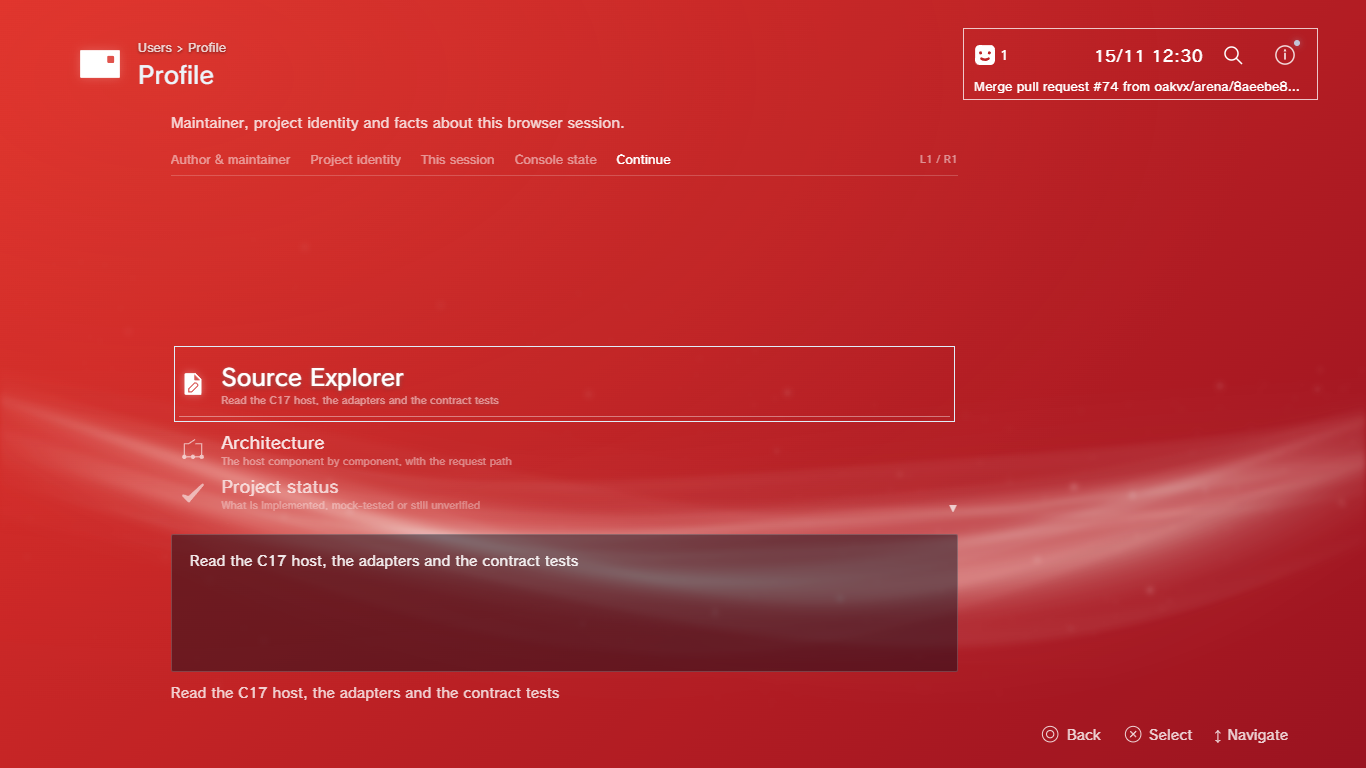 Users > Profile
Profile
1
15/11 12:30
Merge pull request #74 from oakvx/arena/8aeebe8...
Maintainer, project identity and facts about this browser session.
Author & maintainer Project identity This session Console state Continue L1 / R1
Source Explorer
Read the C17 host, the adapters and the contract tests
Architecture
The host component by component, with the request path
Project status
What is implemented, mock-tested or still unverified
Read the C17 host, the adapters and the contract tests
Read the C17 host, the adapters and the contract tests
Back Select Navigate